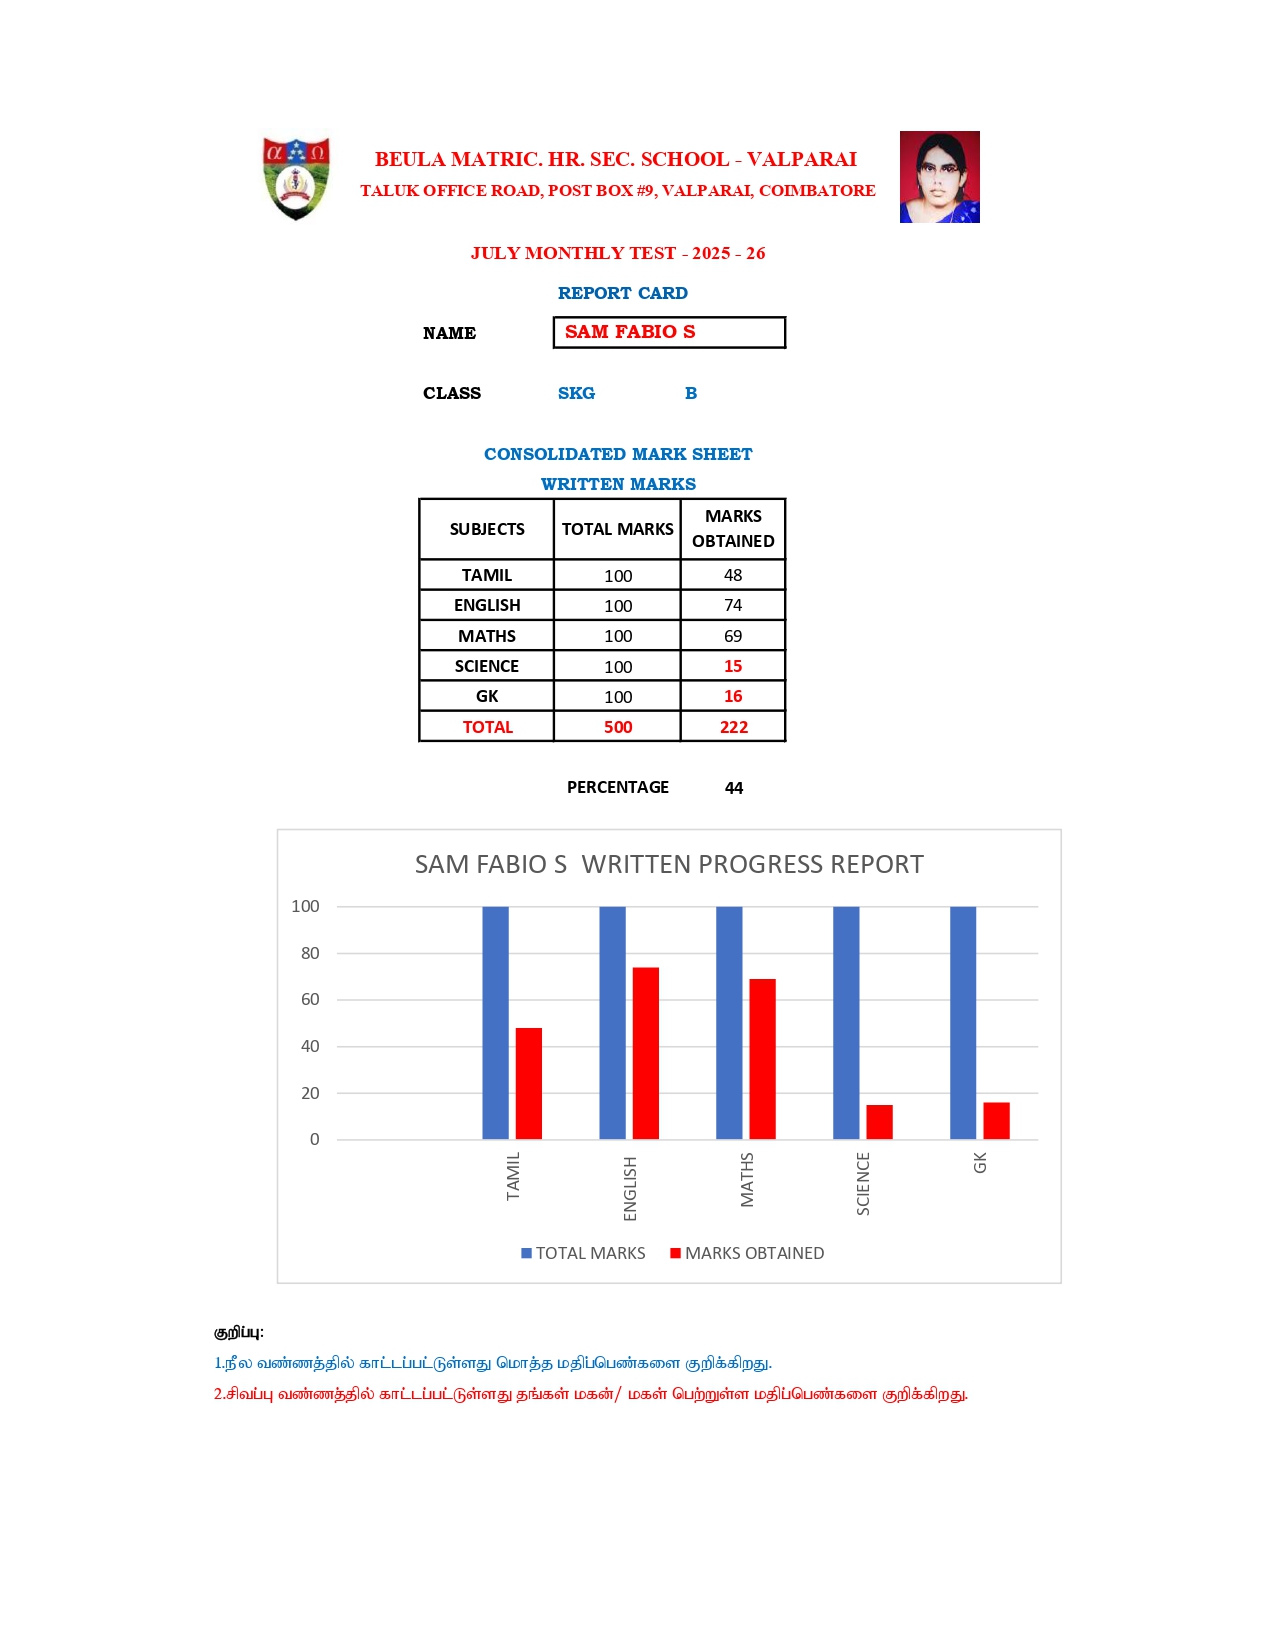 α Ω
BEULA MATRIC. HR. SEC. SCHOOL - VALPARAI
TALUK OFFICE ROAD, POST BOX #9, VALPARAI, COIMBATORE
JULY MONTHLY TEST - 2025 - 26
REPORT CARD
NAME SAM FABIO S
CLASS SKG B
CONSOLIDATED MARK SHEET
WRITTEN MARKS
SUBJECTS TOTAL MARKS MARKS OBTAINED
TAMIL 100 48
ENGLISH 100 74
MATHS 100 69
SCIENCE 100 15
GK 100 16
TOTAL 500 222
PERCENTAGE 44
SAM FABIO S  WRITTEN PROGRESS REPORT
100
80
60
40
20
0
TAMIL ENGLISH MATHS SCIENCE GK
TOTAL MARKS MARKS OBTAINED
குறிப்பு:
1.நீல வண்ணத்தில் காட்டப்பட்டுள்ளது மொத்த மதிப்பெண்களை குறிக்கிறது.
2.சிவப்பு வண்ணத்தில் காட்டப்பட்டுள்ளது தங்கள் மகன்/ மகள் பெற்றுள்ள மதிப்பெண்களை குறிக்கிறது.